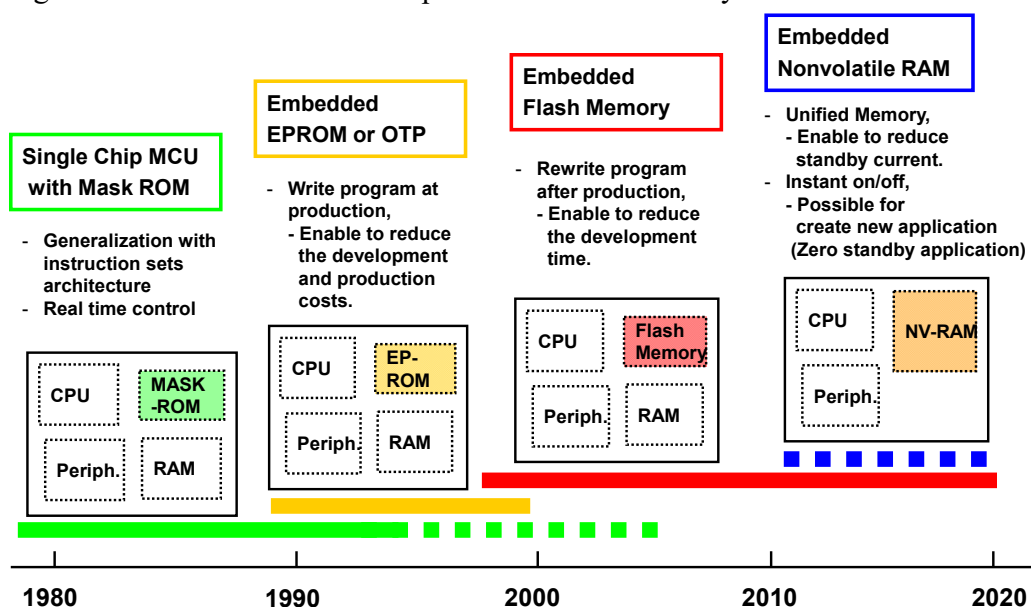 Single Chip MCU
with Mask ROM
- Generalization with
instruction sets
architecture
- Real time control
CPU
MASK
-ROM
Periph.
RAM
Embedded
EPROM or OTP
- Write program at
production,
- Enable to reduce
the development
and production
costs.
CPU
EP-
ROM
Periph.
RAM
Embedded
Flash Memory
- Rewrite program
after production,
- Enable to reduce
the development
time.
CPU
Flash
Memory
Periph.
RAM
Embedded
Nonvolatile RAM
- Unified Memory,
- Enable to reduce
standby current.
- Instant on/off,
- Possible for
create new application
(Zero standby application)
CPU
NV-RAM
Periph.
1980
1990
2000
2010
2020